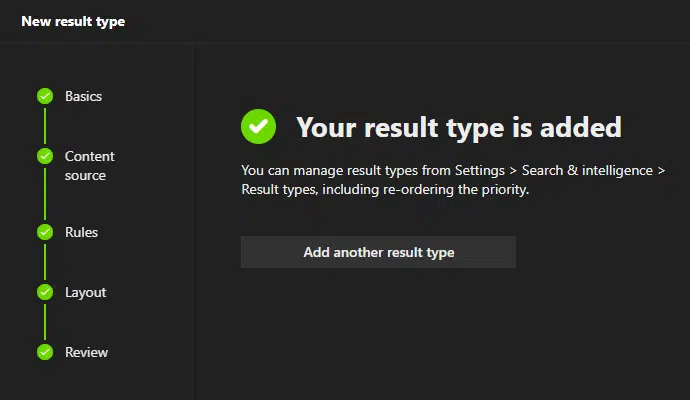 New result type
Basics
Content
source
Rules
Layout
Review
Your result type is added
You can manage result types from Settings > Search & intelligence >
Result types, including re-ordering the priority.
Add another result type